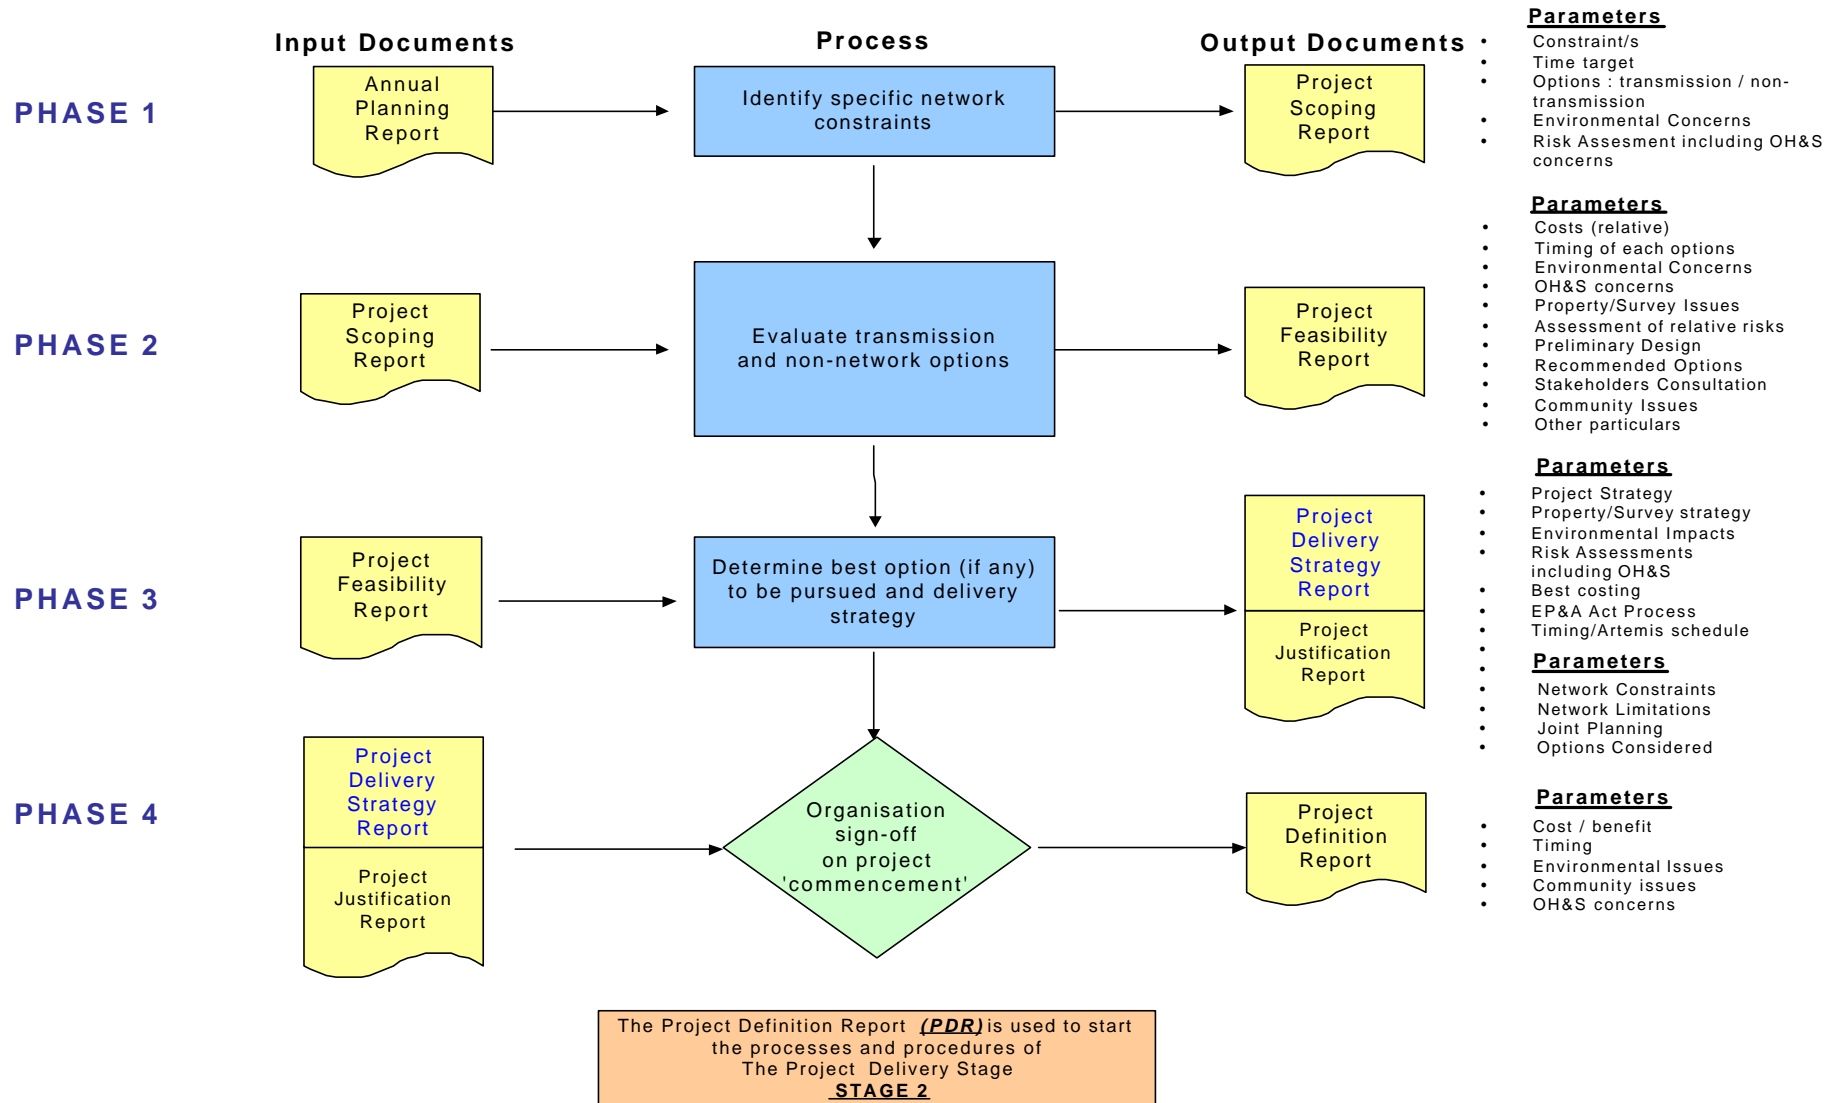 Input Documents
Process
Output Documents
PHASE 1
Annual
Planning
Report
Identify specific network
constraints
Project
Scoping
Report
Parameters
• Constraint/s
• Time target
• Options : transmission / non-
transmission
• Environmental Concerns
• Risk Assesment including OH&S
concerns
PHASE 2
Project
Scoping
Report
Evaluate transmission
and non-network options
Project
Feasibility
Report
Parameters
• Costs (relative)
• Timing of each options
• Environmental Concerns
• OH&S concerns
• Property/Survey Issues
• Assessment of relative risks
• Preliminary Design
• Recommended Options
• Stakeholders Consultation
• Community Issues
• Other particulars
PHASE 3
Project
Feasibility
Report
Determine best option (if any)
to be pursued and delivery
strategy
Project
Delivery
Strategy
Report
Project
Justification
Report
Parameters
• Project Strategy
• Property/Survey strategy
• Environmental Impacts
• Risk Assessments
including OH&S
• Best costing
• EP&A Act Process
• Timing/Artemis schedule
•
Parameters
•
• Network Constraints
• Network Limitations
• Joint Planning
• Options Considered
PHASE 4
Project
Delivery
Strategy
Report
Project
Justification
Report
Organisation
sign-off
on project
'commencement'
Project
Definition
Report
Parameters
• Cost / benefit
• Timing
• Environmental Issues
• Community issues
• OH&S concerns
The Project Definition Report (PDR) is used to start
the processes and procedures of
The Project Delivery Stage
STAGE 2